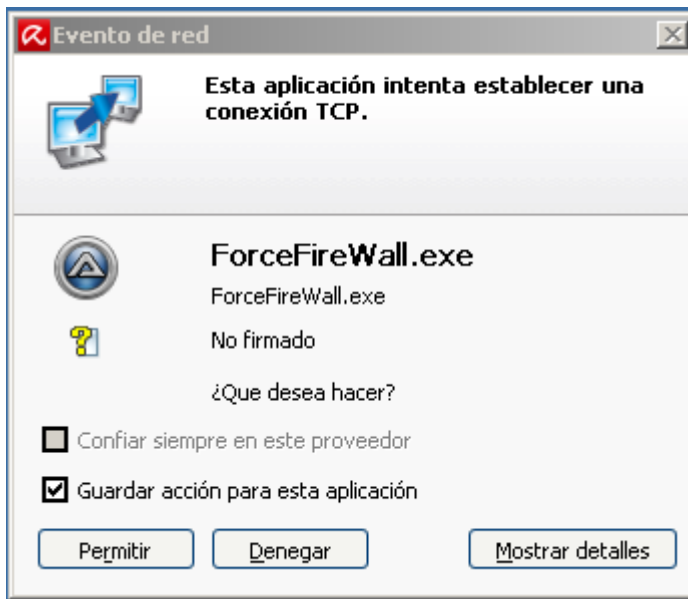 Evento de red
Esta aplicación intenta establecer una
conexión TCP.
ForceFireWall.exe
ForceFireWall.exe
No firmado
¿Que desea hacer?
Confiar siempre en este proveedor
Guardar acción para esta aplicación
Permitir
Denegar
Mostrar detalles